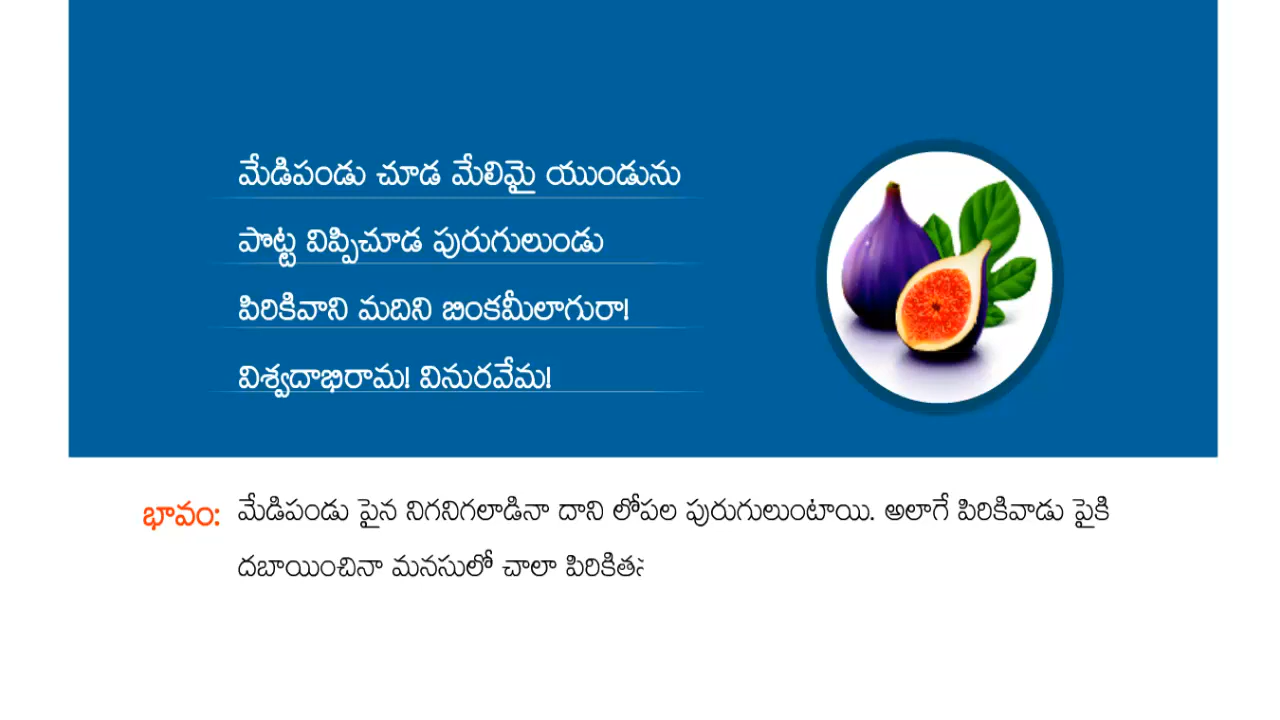 మేడిపండు చూడ మేలిమై యుండును
పొట్ట విప్పిచూడ పురుగులుండు
పిరికివాని మదిని బింకమీలాగురా!
విశ్వదాభిరామ! వినురవేమ!
భావం: మేడిపండు పైన నిగనిగలాడినా దాని లోపల పురుగులుంటాయి. అలాగే పిరికివాడు పైకి
దబాయించినా మనసులో చాలా